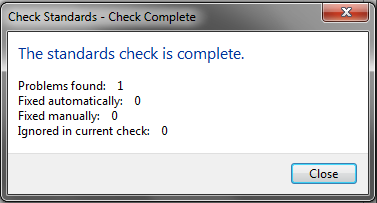 Check Standards - Check Complete
The standards check is complete.
Problems found: 1
Fixed automatically: 0
Fixed manually: 0
Ignored in current check: 0
Close